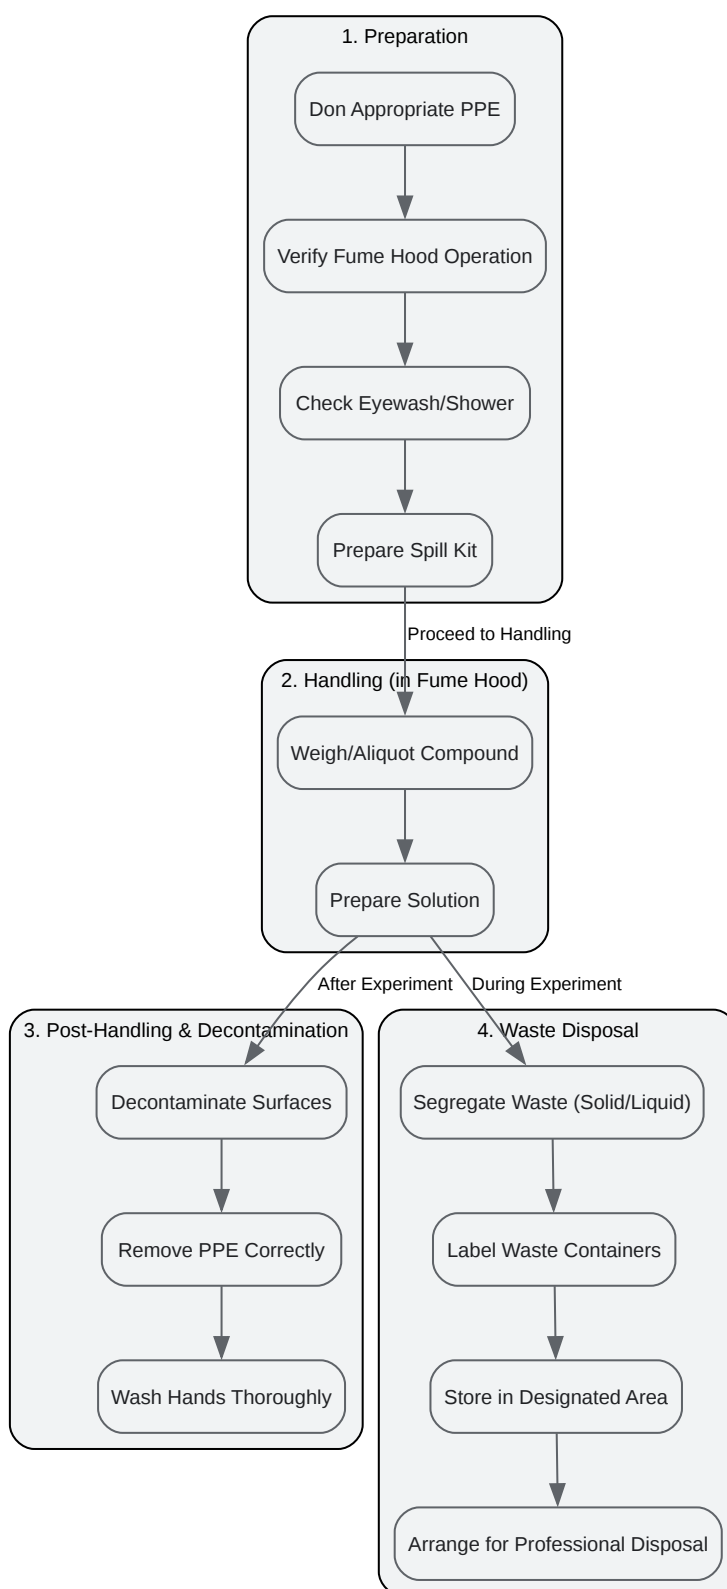 1. Preparation
Don Appropriate PPE
Verify Fume Hood Operation
Check Eyewash/Shower
Prepare Spill Kit
Proceed to Handling
2. Handling (in Fume Hood)
Weigh/Aliquot Compound
Prepare Solution
After Experiment
During Experiment
3. Post-Handling & Decontamination
Decontaminate Surfaces
Remove PPE Correctly
Wash Hands Thoroughly
4. Waste Disposal
Segregate Waste (Solid/Liquid)
Label Waste Containers
Store in Designated Area
Arrange for Professional Disposal